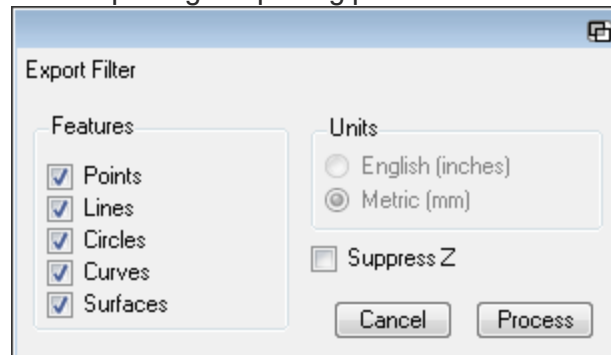 Export Filter
Features
Points
Lines
Circles
Curves
Surfaces
Units
English (inches)
Metric (mm)
Suppress Z
Cancel
Process